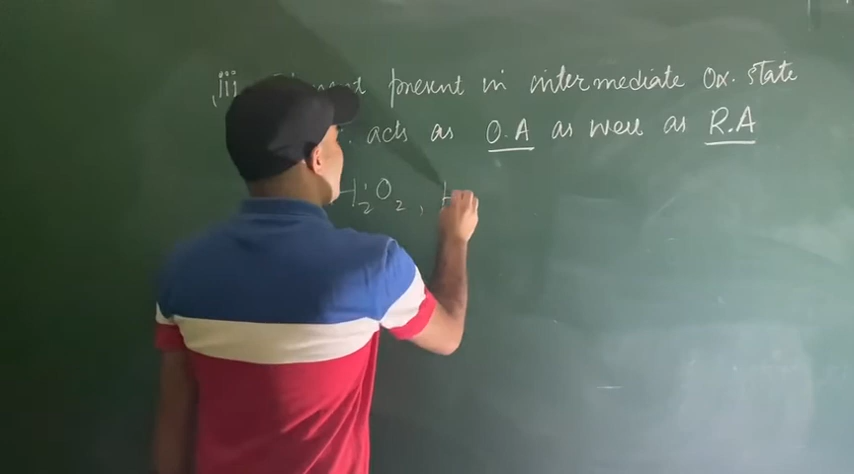 iii present in intermediate Ox. state
acts as O.A as well as R.A
H₂O₂ ,